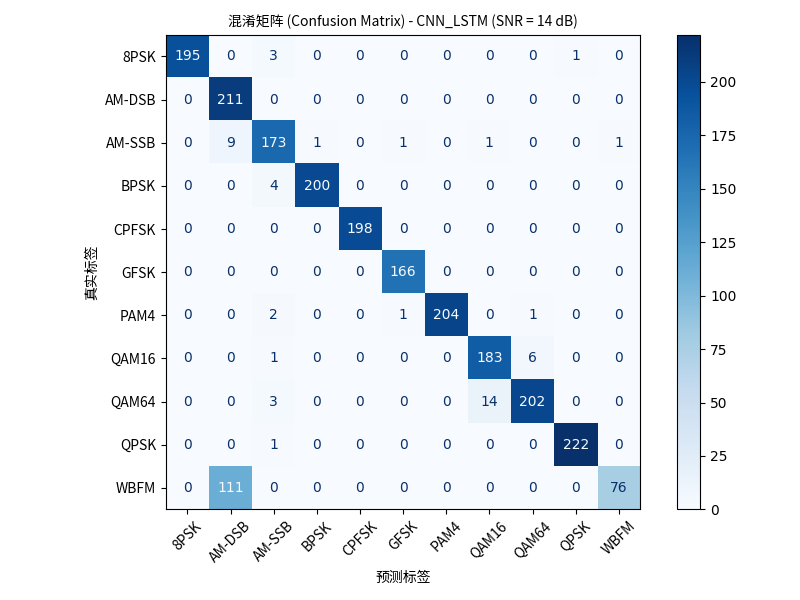 混淆矩阵 (Confusion Matrix) - CNN_LSTM (SNR = 14 dB)
真实标签
8PSK 195 0 3 0 0 0 0 0 0 1 0
AM-DSB 0 211 0 0 0 0 0 0 0 0 0
AM-SSB 0 9 173 1 0 1 0 1 0 0 1
BPSK 0 0 4 200 0 0 0 0 0 0 0
CPFSK 0 0 0 0 198 0 0 0 0 0 0
GFSK 0 0 0 0 0 166 0 0 0 0 0
PAM4 0 0 2 0 0 1 204 0 1 0 0
QAM16 0 0 1 0 0 0 0 183 6 0 0
QAM64 0 0 3 0 0 0 0 14 202 0 0
QPSK 0 0 1 0 0 0 0 0 0 222 0
WBFM 0 111 0 0 0 0 0 0 0 0 76
8PSK AM-DSB AM-SSB BPSK CPFSK GFSK PAM4 QAM16 QAM64 QPSK WBFM
预测标签
200
175
150
125
100
75
50
25
0